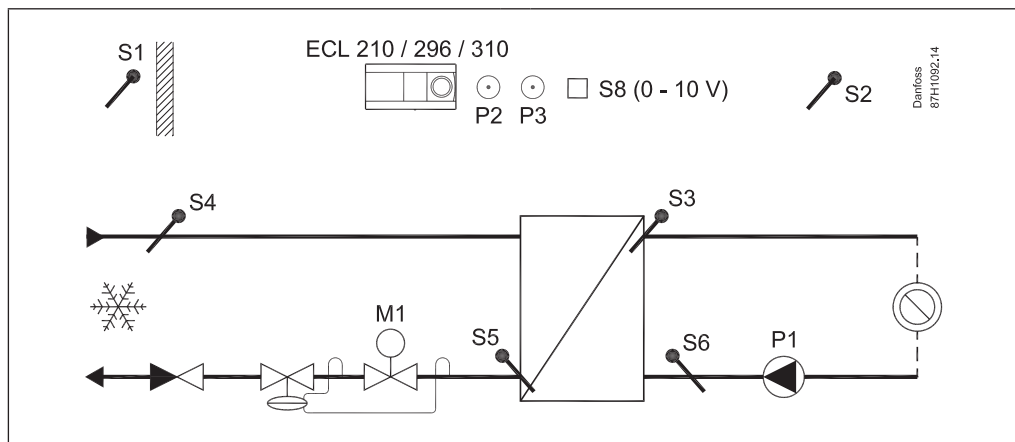 S1
ECL 210 / 296 / 310
P2
P3
S8 (0 - 10 V)
S2
Danfoss
87H1092.14
S4
S3
M1
S5
S6
P1